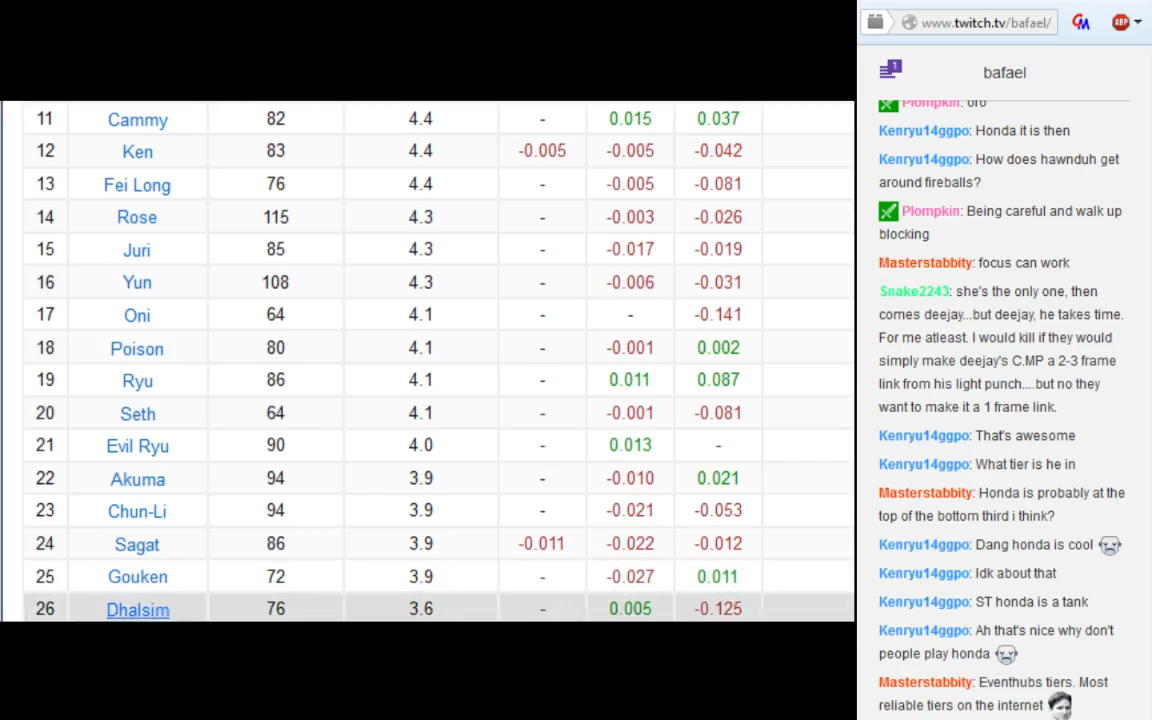 11 Cammy 82 4.4 - 0.015 0.037
12 Ken 83 4.4 -0.005 -0.005 -0.042
13 Fei Long 76 4.4 - -0.005 -0.081
14 Rose 115 4.3 - -0.003 -0.026
15 Juri 85 4.3 - -0.017 -0.019
16 Yun 108 4.3 - -0.006 -0.031
17 Oni 64 4.1 - - -0.141
18 Poison 80 4.1 - -0.001 0.002
19 Ryu 86 4.1 - 0.011 0.087
20 Seth 64 4.1 - -0.001 -0.081
21 Evil Ryu 90 4.0 - 0.013 -
22 Akuma 94 3.9 - -0.010 0.021
23 Chun-Li 94 3.9 - -0.021 -0.053
24 Sagat 86 3.9 -0.011 -0.022 -0.012
25 Gouken 72 3.9 - -0.027 0.011
26 Dhalsim 76 3.6 - 0.005 -0.125
www.twitch.tv/bafael/ GM ABP
1
bafael
Plompkin: oro
Kenryu14ggpo: Honda it is then
Kenryu14ggpo: How does hawnduh get
around fireballs?
Plompkin: Being careful and walk up
blocking
Masterstabbity: focus can work
Snake2243: she's the only one, then
comes deejay...but deejay, he takes time.
For me atleast. I would kill if they would
simply make deejay's C.MP a 2-3 frame
link from his light punch....but no they
want to make it a 1 frame link.
Kenryu14ggpo: That's awesome
Kenryu14ggpo: What tier is he in
Masterstabbity: Honda is probably at the
top of the bottom third i think?
Kenryu14ggpo: Dang honda is cool
Kenryu14ggpo: Idk about that
Kenryu14ggpo: ST honda is a tank
Kenryu14ggpo: Ah that's nice why don't
people play honda
Masterstabbity: Eventhubs tiers. Most
reliable tiers on the internet